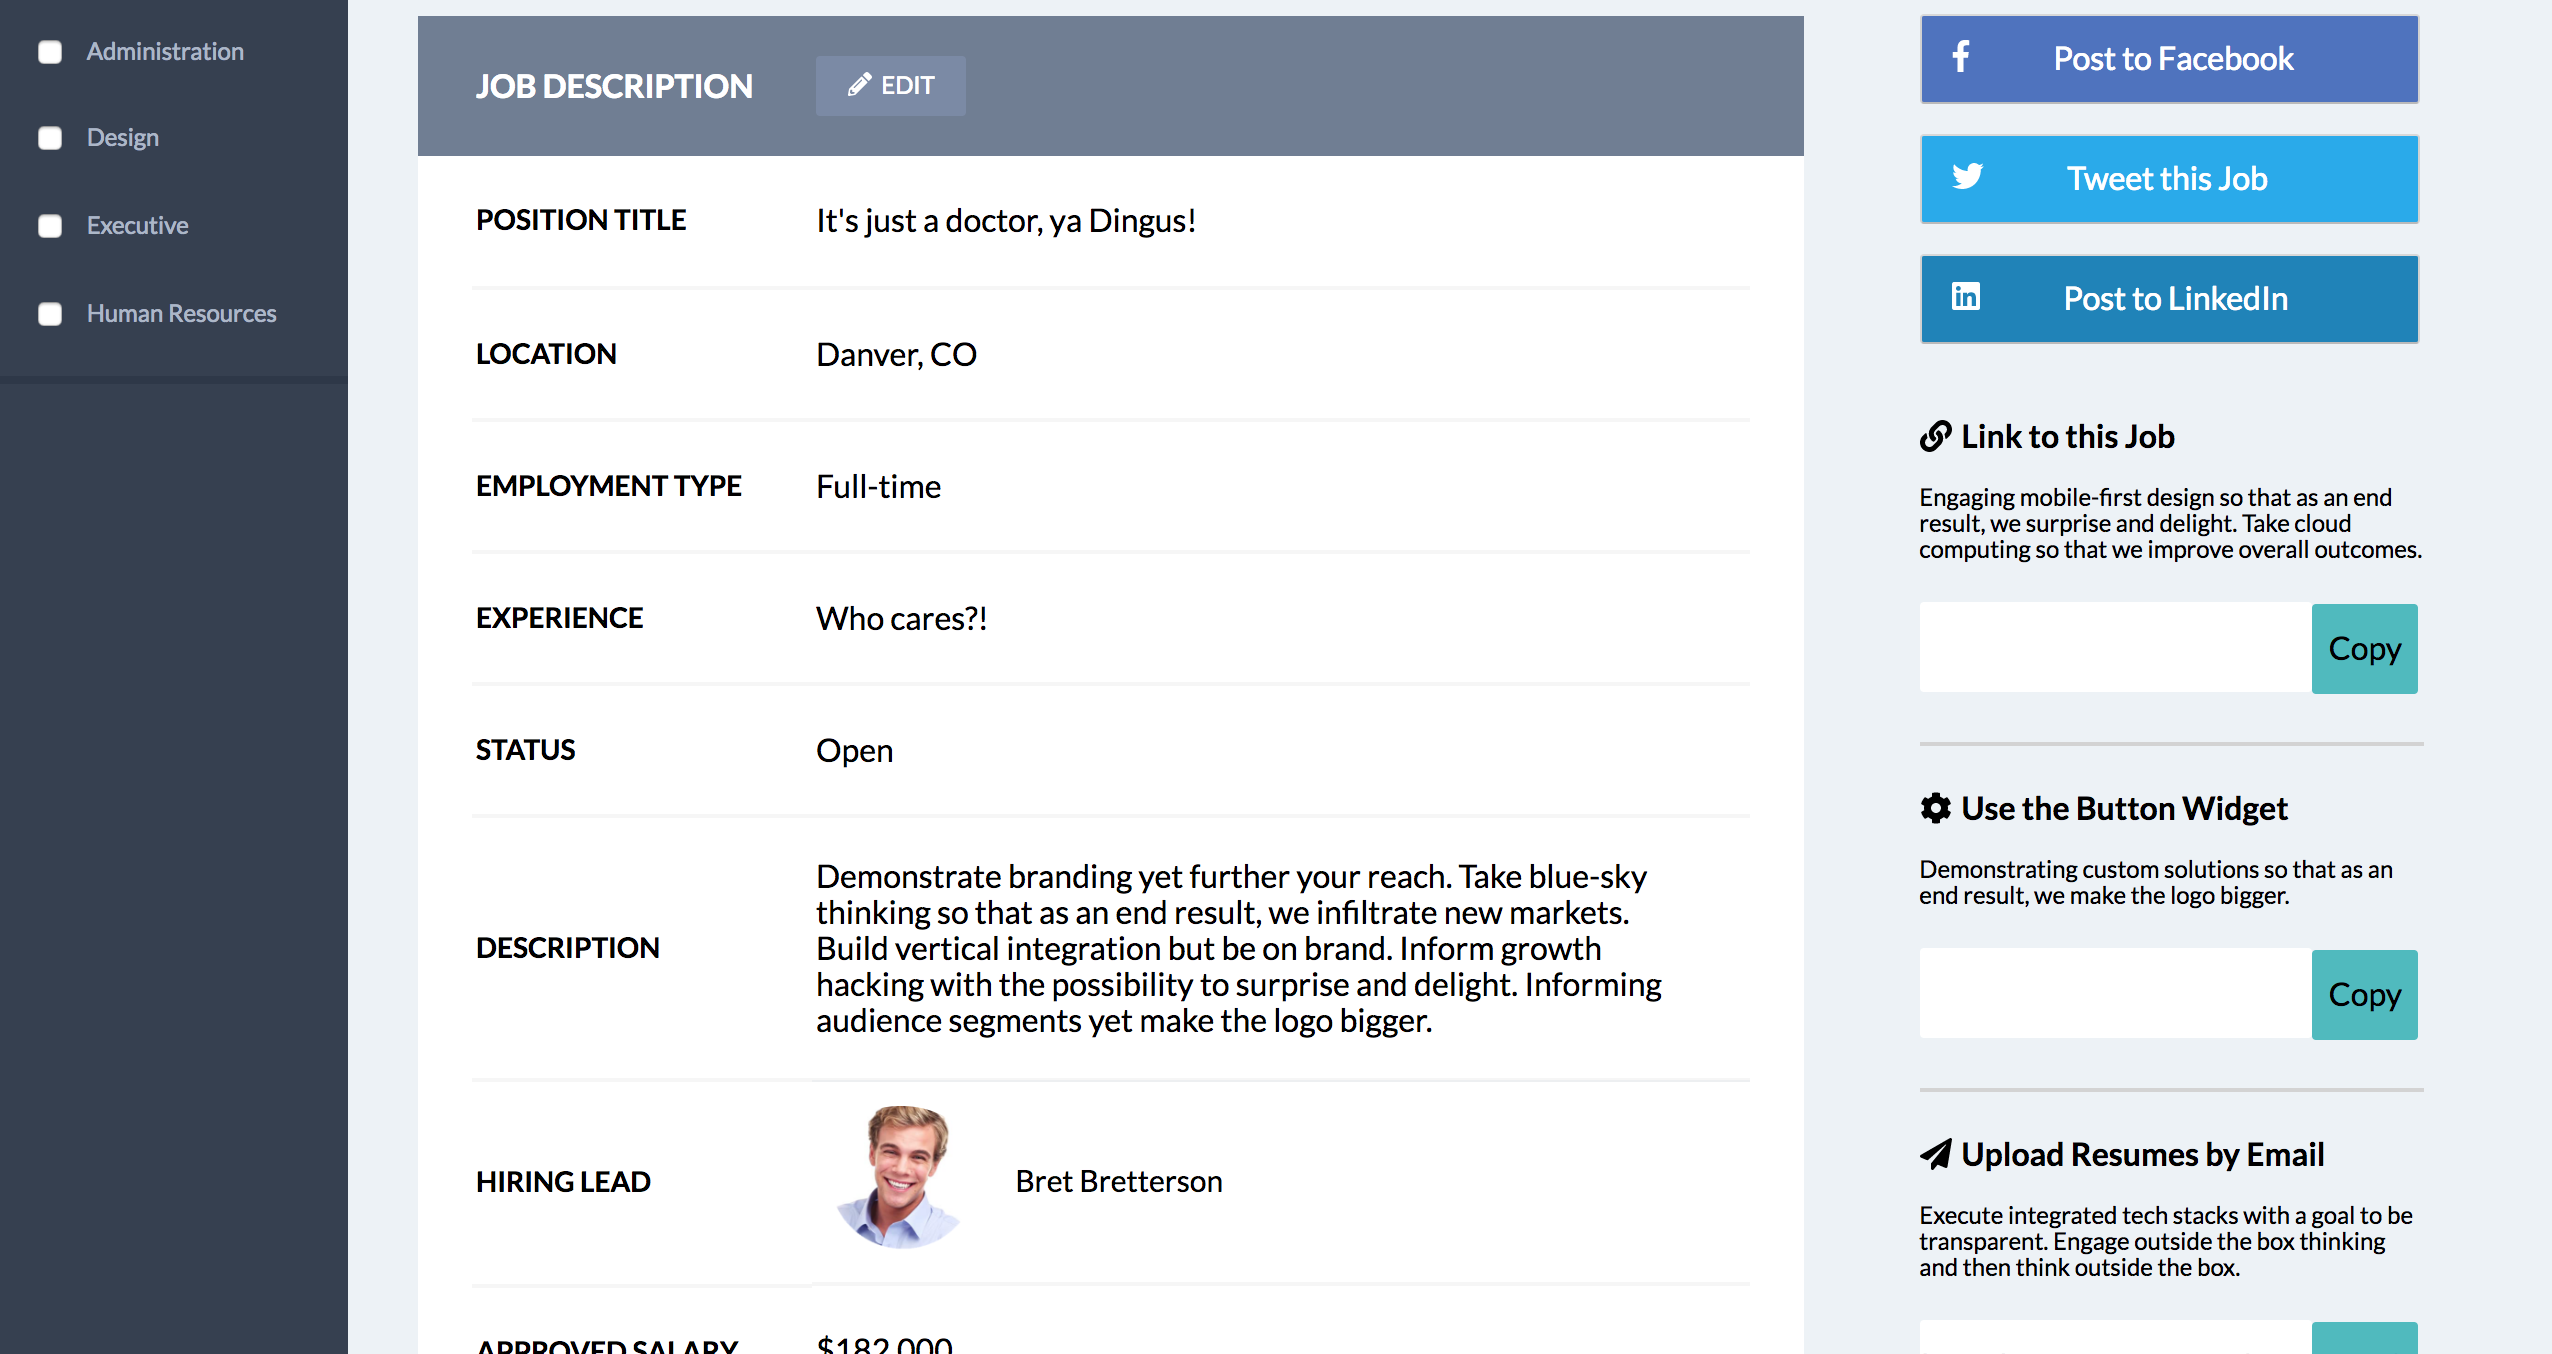 Administration
Design
Executive
Human Resources
JOB DESCRIPTION
EDIT
POSITION TITLE
It's just a doctor, ya Dingus!
LOCATION
Danver, CO
EMPLOYMENT TYPE
Full-time
EXPERIENCE
Who cares?!
STATUS
Open
DESCRIPTION
Demonstrate branding yet further your reach. Take blue-sky
thinking so that as an end result, we infiltrate new markets.
Build vertical integration but be on brand. Inform growth
hacking with the possibility to surprise and delight. Informing
audience segments yet make the logo bigger.
HIRING LEAD
Bret Bretterson
APPROVED SALARY
$182,000
Post to Facebook
Tweet this Job
Post to LinkedIn
Link to this Job
Engaging mobile-first design so that as an end
result, we surprise and delight. Take cloud
computing so that we improve overall outcomes.
Copy
Use the Button Widget
Demonstrating custom solutions so that as an
end result, we make the logo bigger.
Copy
Upload Resumes by Email
Execute integrated tech stacks with a goal to be
transparent. Engage outside the box thinking
and then think outside the box.